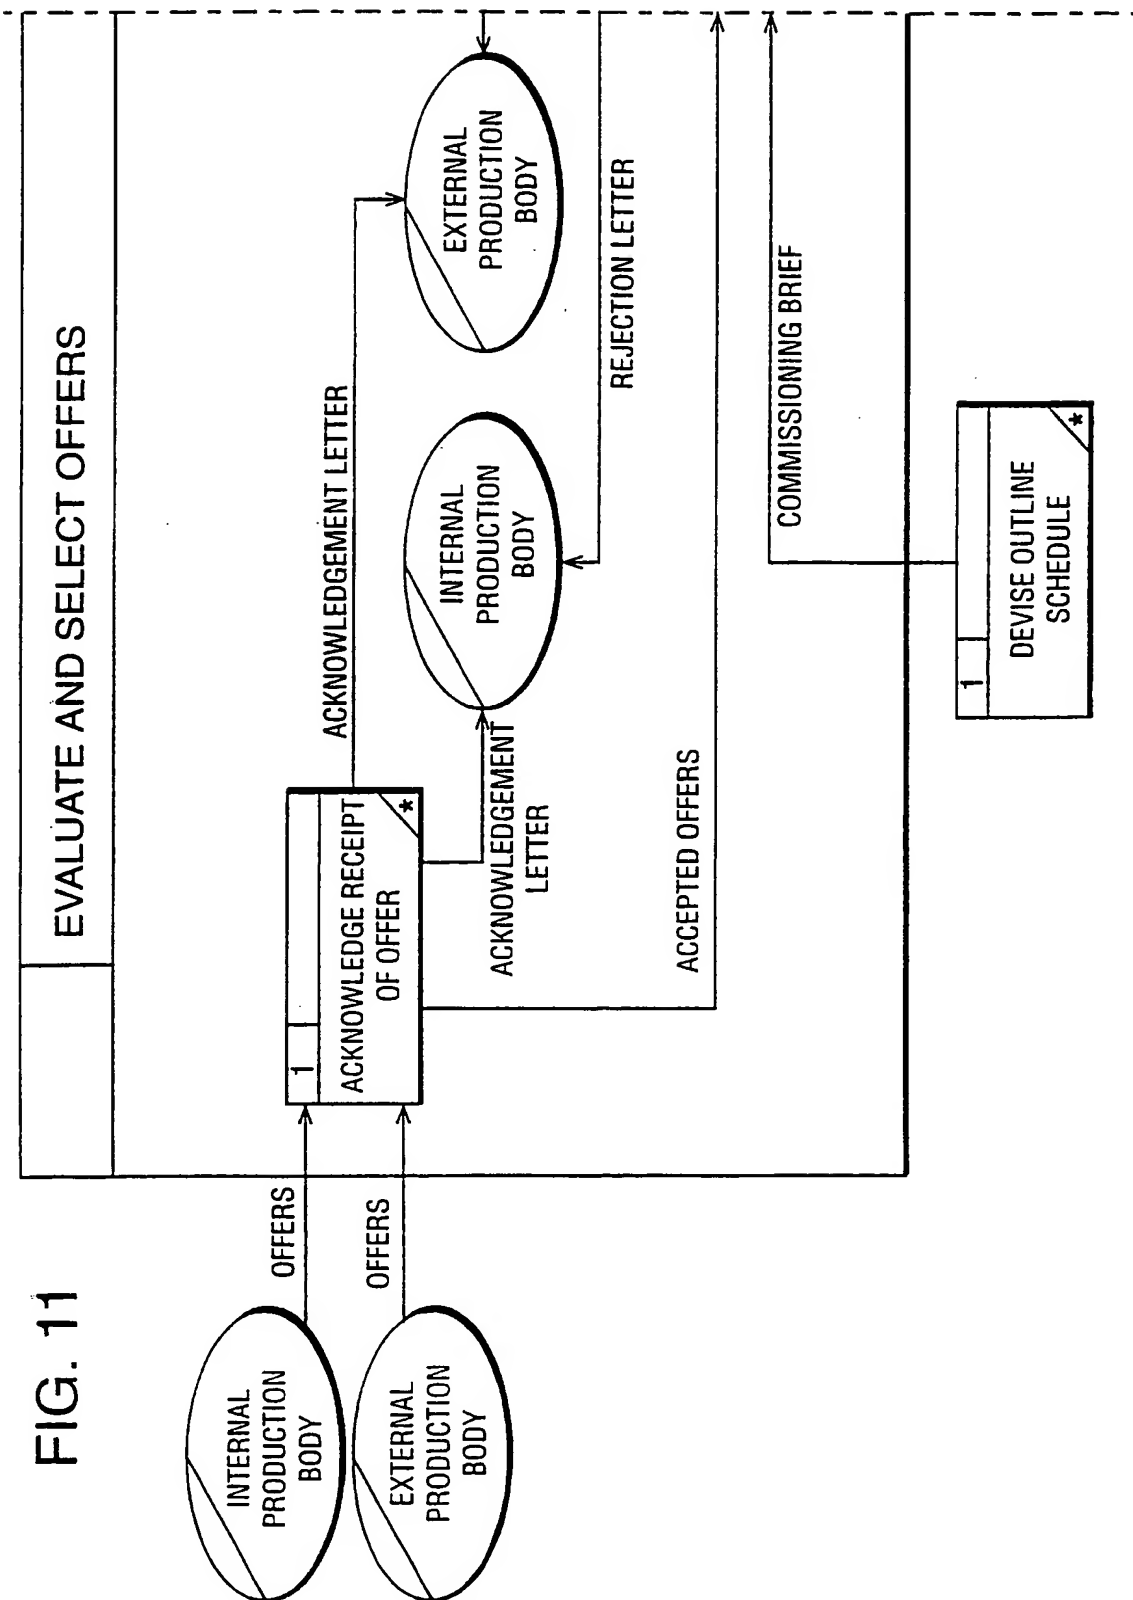 FIG. 11
EVALUATE AND SELECT OFFERS
INTERNAL
PRODUCTION
BODY
EXTERNAL
PRODUCTION
BODY
OFFERS
OFFERS
1
ACKNOWLEDGE RECEIPT
OF OFFER
*
ACKNOWLEDGEMENT LETTER
ACKNOWLEDGEMENT
LETTER
INTERNAL
PRODUCTION
BODY
EXTERNAL
PRODUCTION
BODY
REJECTION LETTER
ACCEPTED OFFERS
COMMISSIONING BRIEF
1
DEVISE OUTLINE
SCHEDULE
*